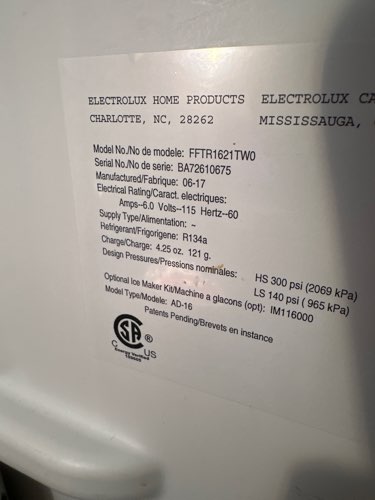 ELECTROLUX HOME PRODUCTS ELECTROLUX CA
CHARLOTTE, NC, 28262 MISSISSAUGA,
Model No./No de modele: FFTR1621TW0
Serial No./No de serie: BA72610675
Manufactured/Fabrique: 06-17
Electrical Rating/Caract. electriques:
Amps--6.0 Volts--115 Hertz--60
Supply Type/Alimentation: ~
Refrigerant/Frigorigene: R134a
Charge/Charge: 4.25 oz. 121 g.
Design Pressures/Pressions nominales: HS 300 psi (2069 kPa)
LS 140 psi ( 965 kPa)
Optional Ice Maker Kit/Machine a glacons (opt): IM116000
Model Type/Modele: AD-16
Patents Pending/Brevets en instance
SA ®
C US
Energy Verified